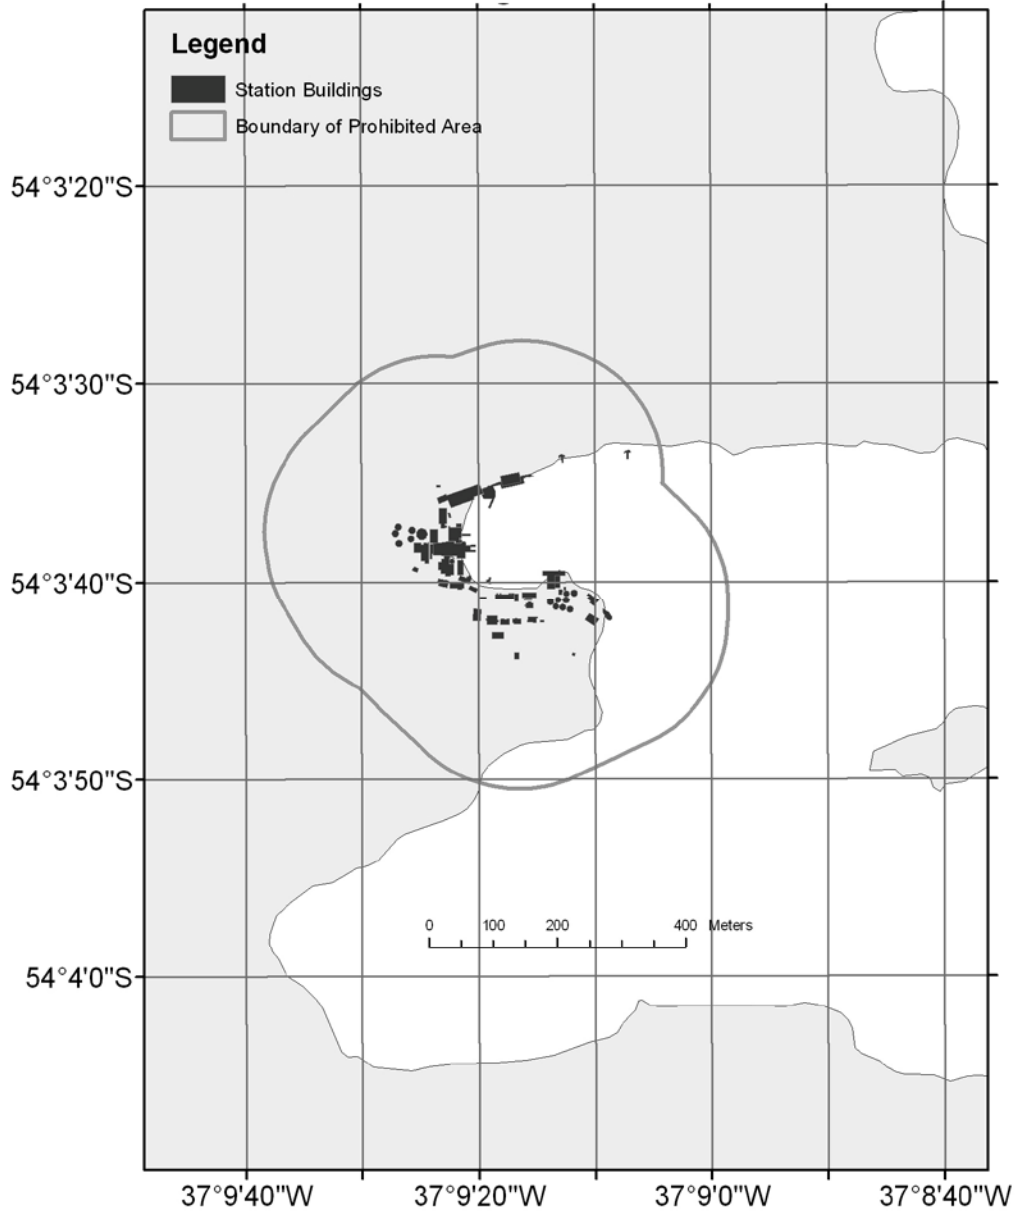 Legend
Station Buildings
Boundary of Prohibited Area
54°3'20"S
54°3'30"S
54°3'40"S
54°3'50"S
0 100 200 400 Meters
54°4'0"S
37°9'40"W 37°9'20"W 37°9'0"W 37°8'40"W